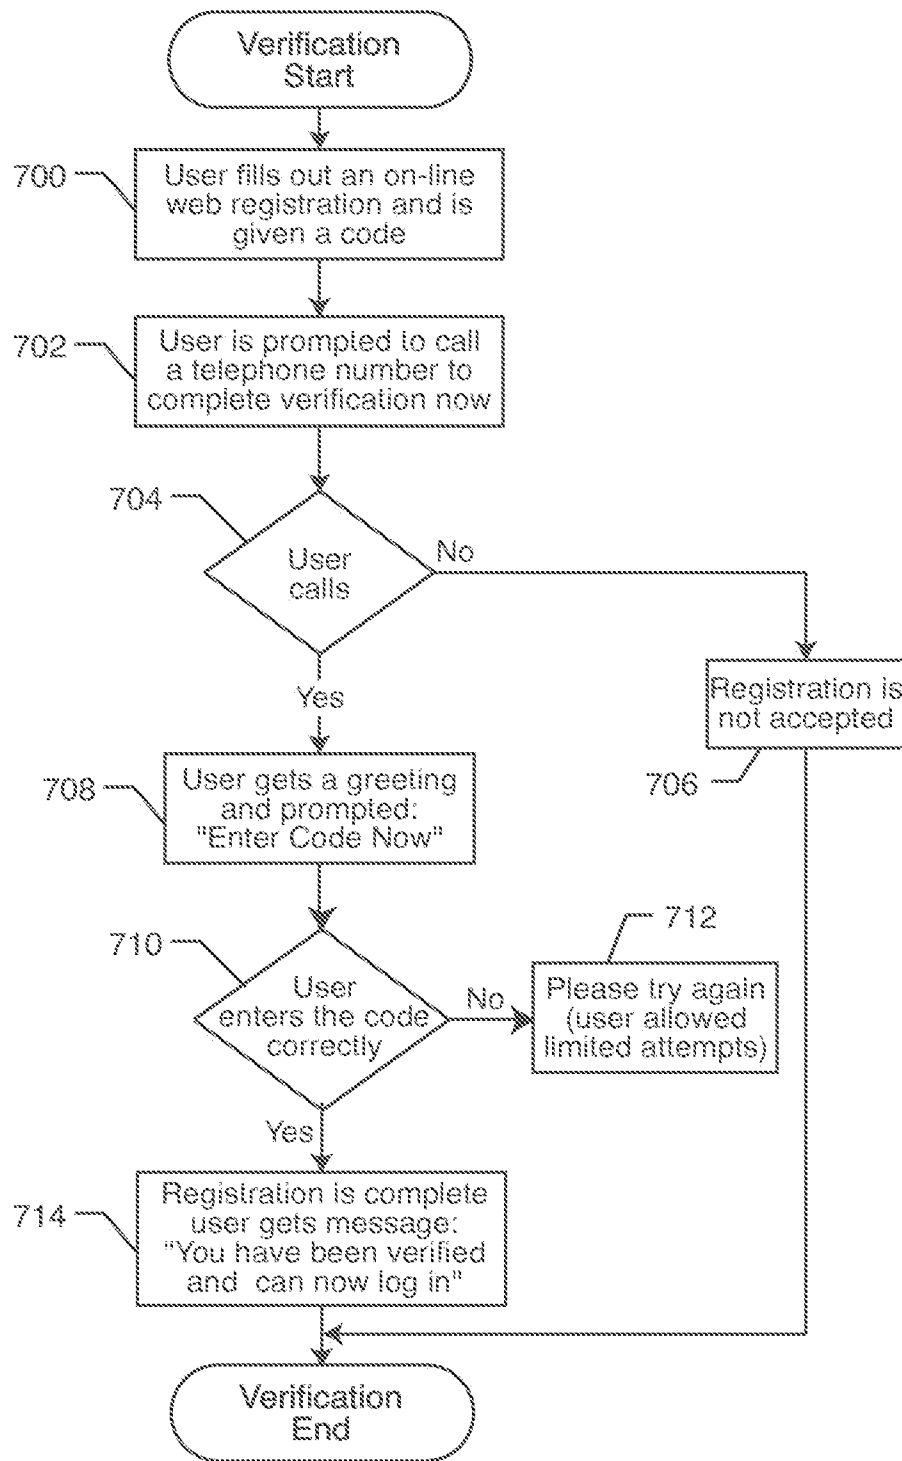 Verification
Start
700
User fills out an on-line
web registration and is
given a code
702
User is prompted to call
a telephone number to
complete verification now
704
User
calls
No
Yes
Registration is
not accepted
706
708
User gets a greeting
and prompted:
"Enter Code Now"
710
User
enters the code
correctly
No
712
Please try again
(user allowed
limited attempts)
Yes
714
Registration is complete
user gets message:
"You have been verified
and can now log in"
Verification
End